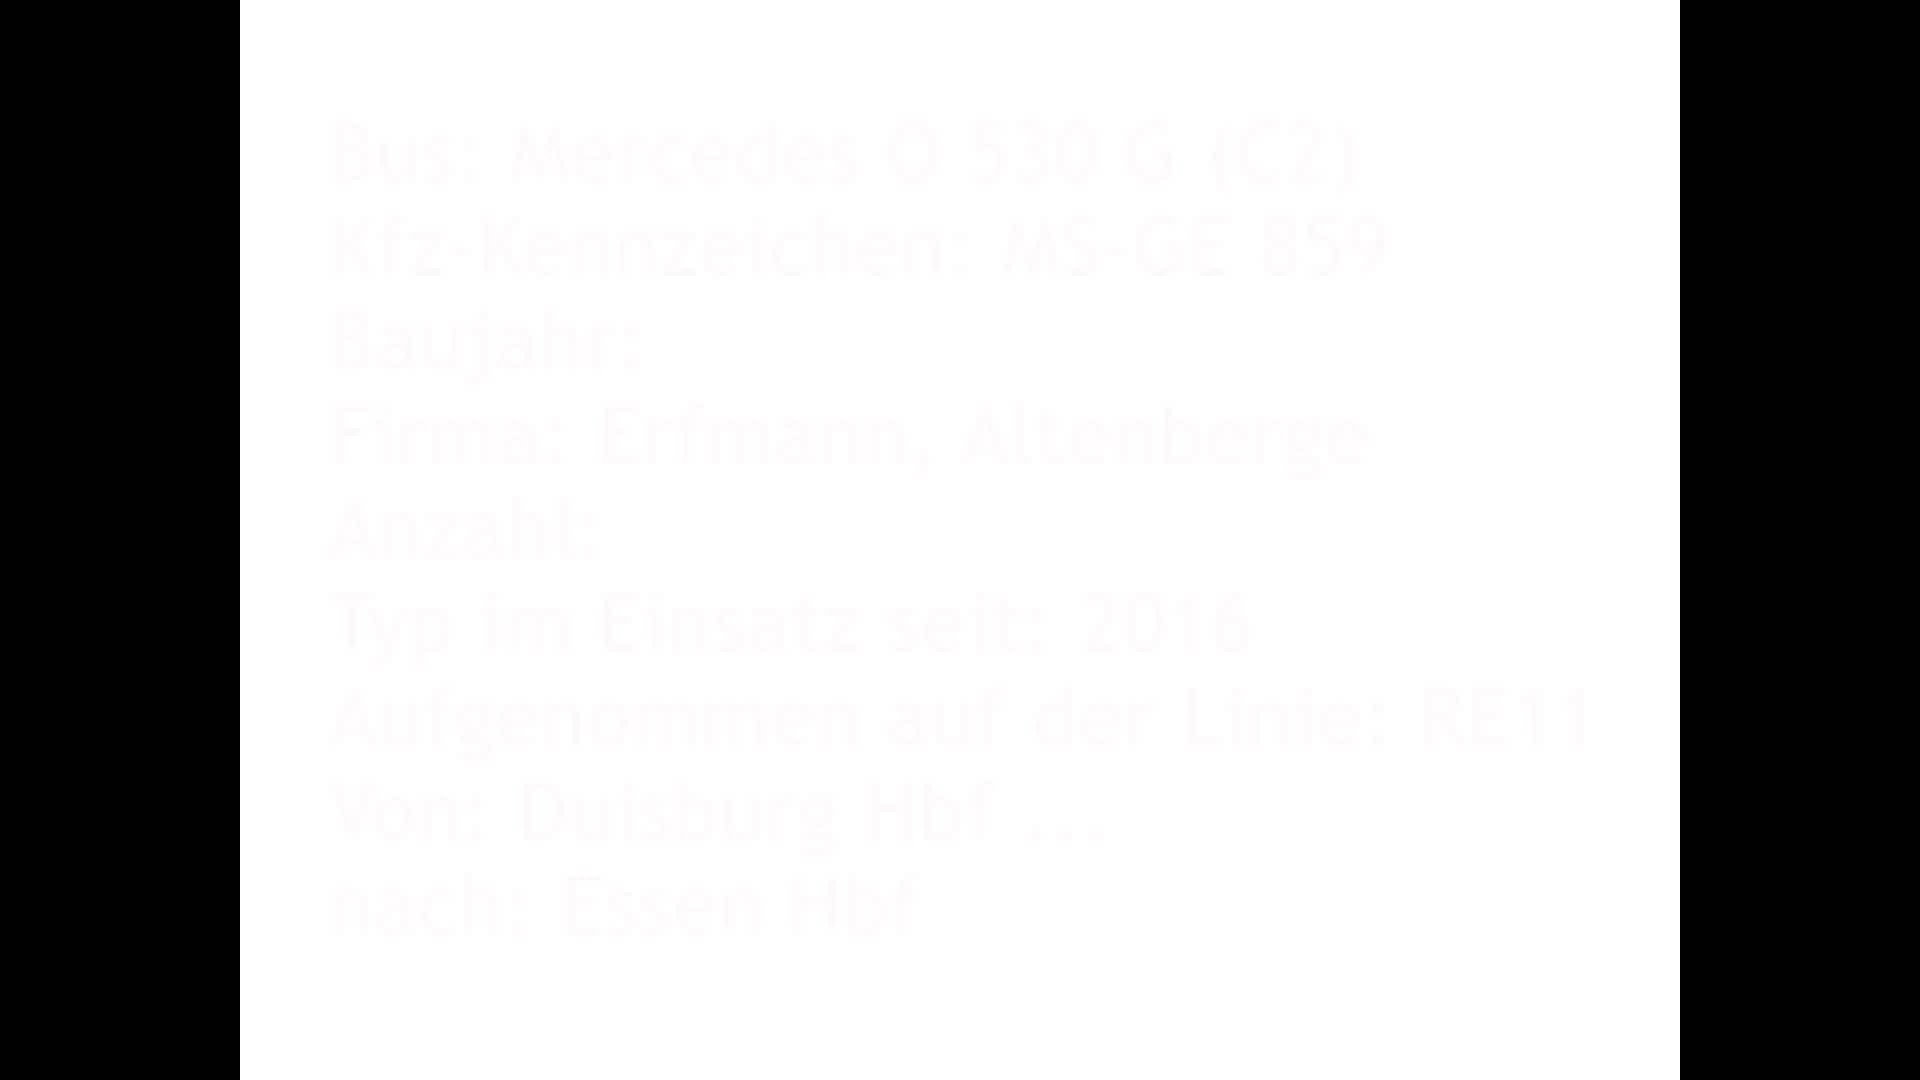 Bus: Mercedes O 530 G (C2)
Kfz-Kennzeichen: MS-GE 859
Baujahr:
Firma: Erfmann, Altenberge
Anzahl:
Typ im Einsatz seit: 2016
Aufgenommen auf der Linie: RE11
Von: Duisburg Hbf ...
nach: Essen Hbf